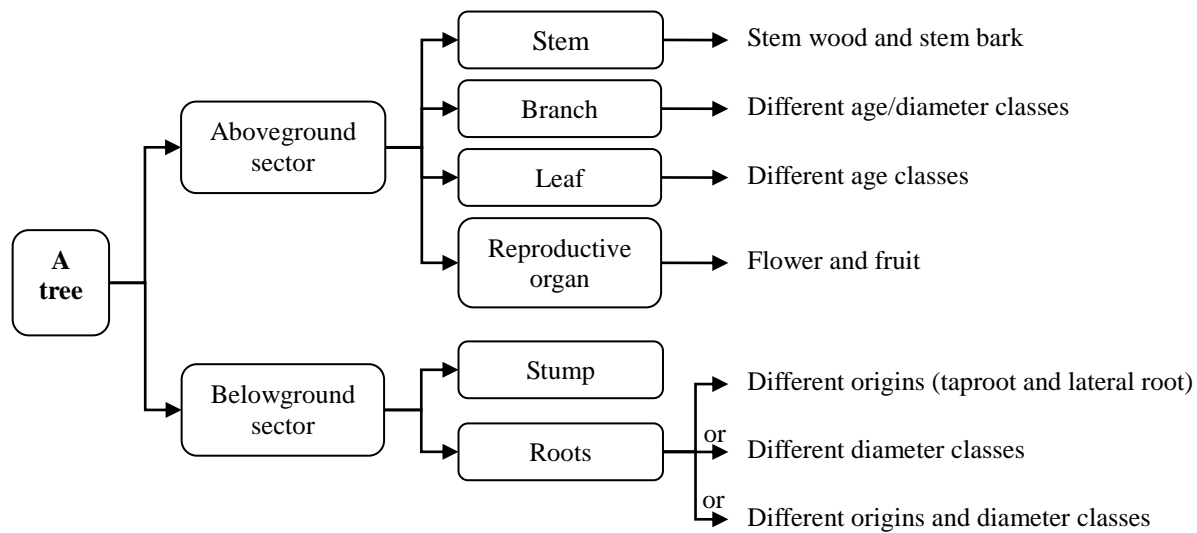 A
tree
Aboveground
sector
Stem
Stem wood and stem bark
Branch
Different age/diameter classes
Leaf
Different age classes
Reproductive
organ
Flower and fruit
Belowground
sector
Stump
Roots
Different origins (taproot and lateral root)
or
Different diameter classes
or
Different origins and diameter classes